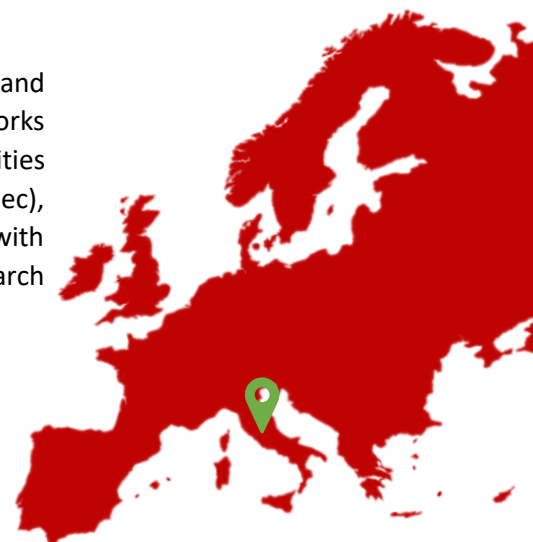 and
orks
ities
ec),
with
arch